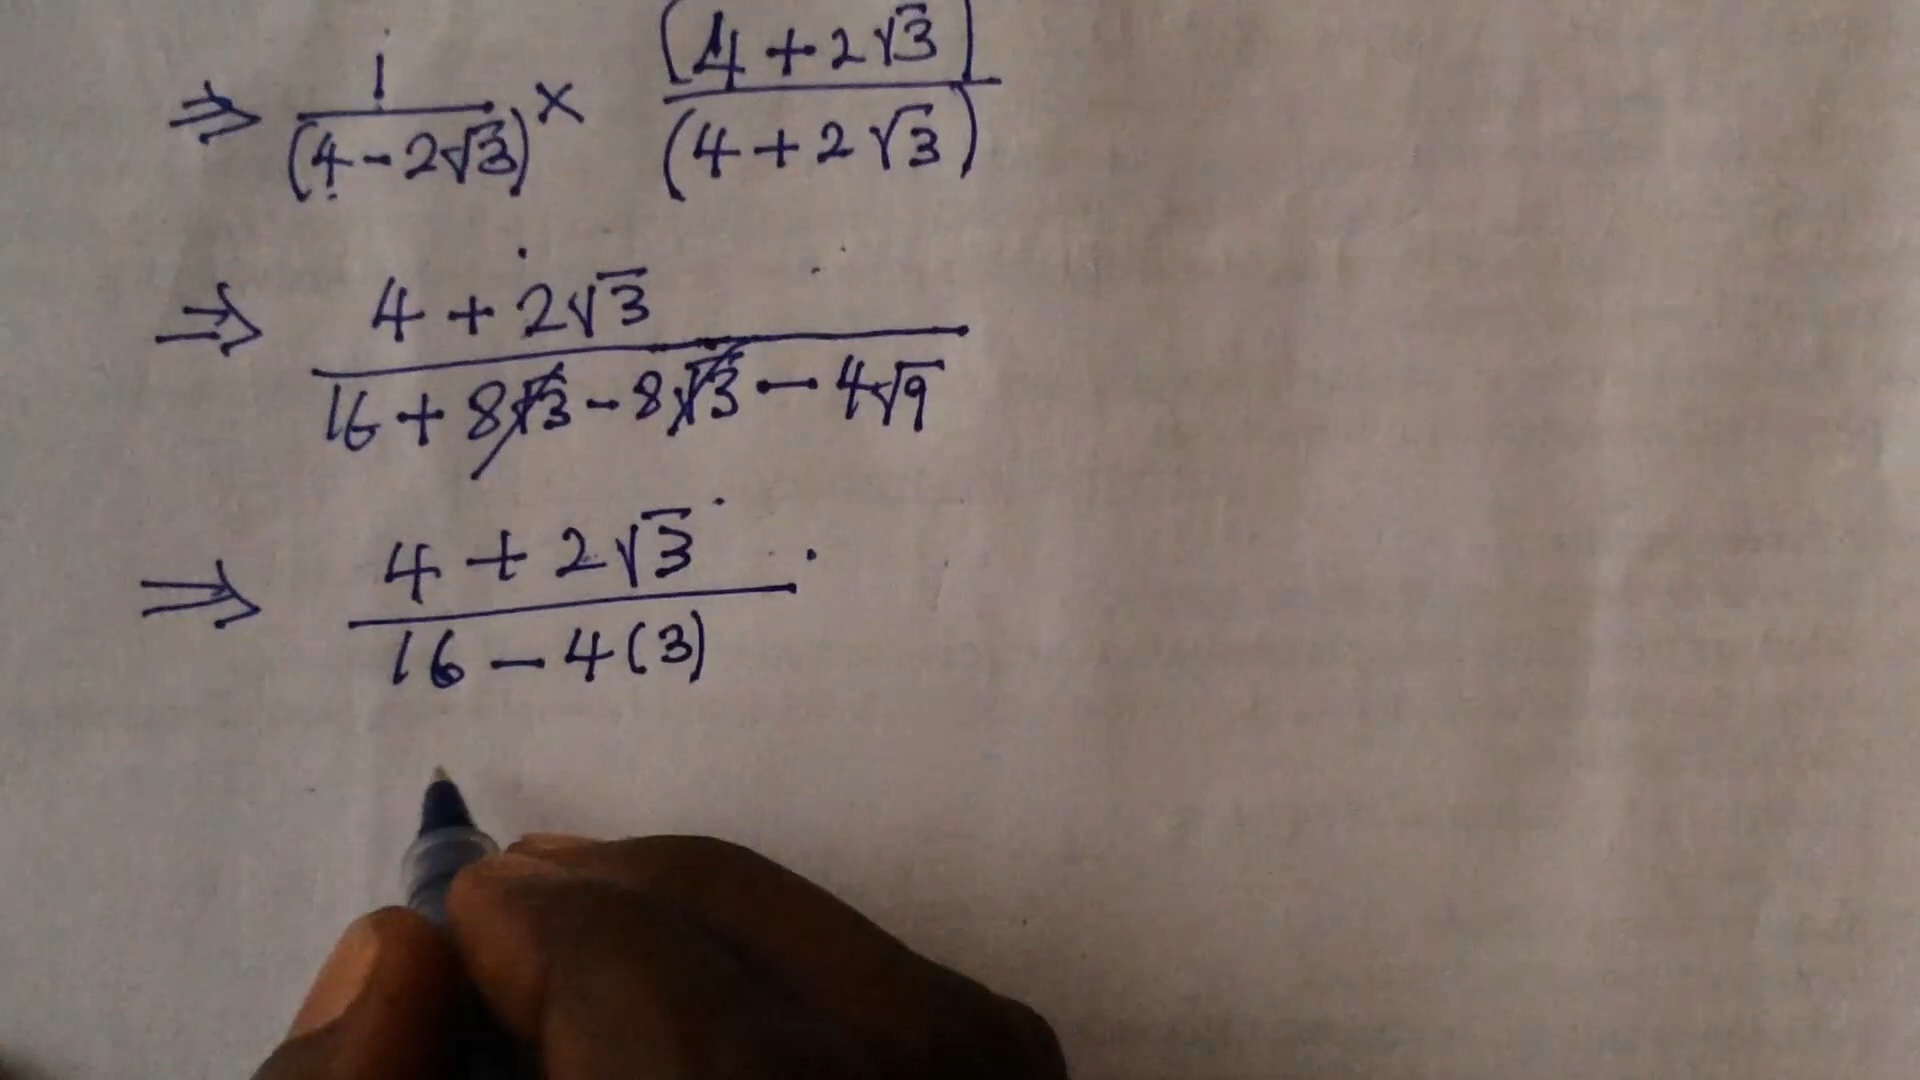 ⇒ 1/(4-2√3) × (4+2√3)/(4+2√3)
⇒ 4+2√3/16+8√3-8√3-4√9
⇒ 4+2√3/16-4(3)